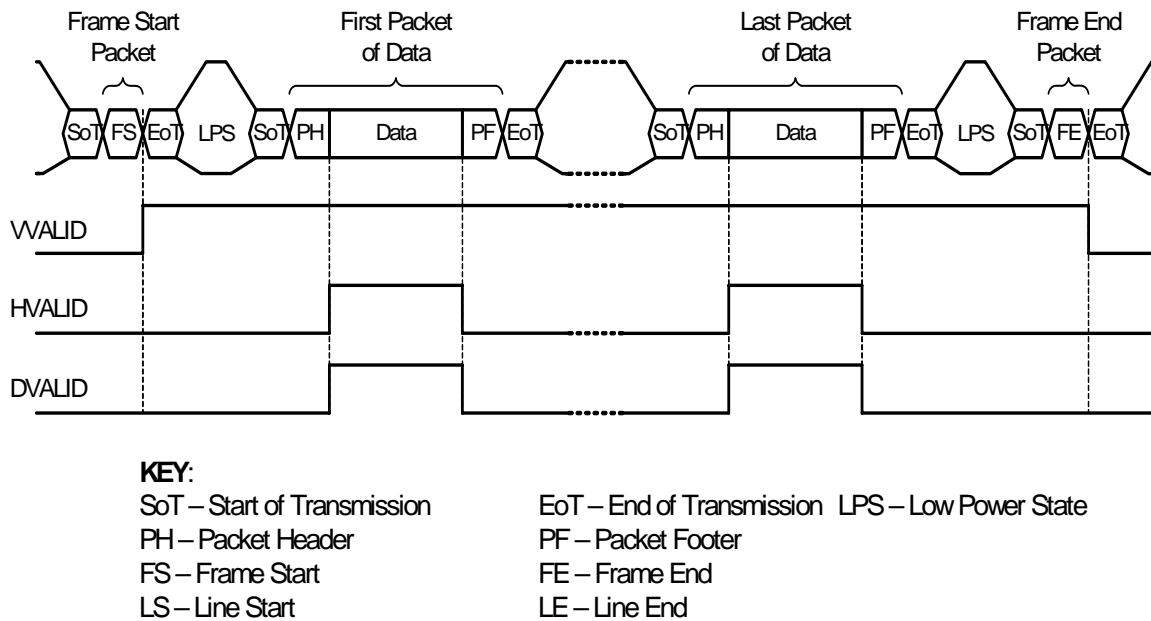 Frame Start Packet
First Packet of Data
Last Packet of Data
Frame End Packet
SoT FS EoT LPS SoT PH Data PF EoT SoT PH Data PF EoT LPS SoT FE EoT
VVALID
HVALID
DVALID
KEY:
SoT – Start of Transmission EoT – End of Transmission LPS – Low Power State
PH – Packet Header PF – Packet Footer
FS – Frame Start FE – Frame End
LS – Line Start LE – Line End